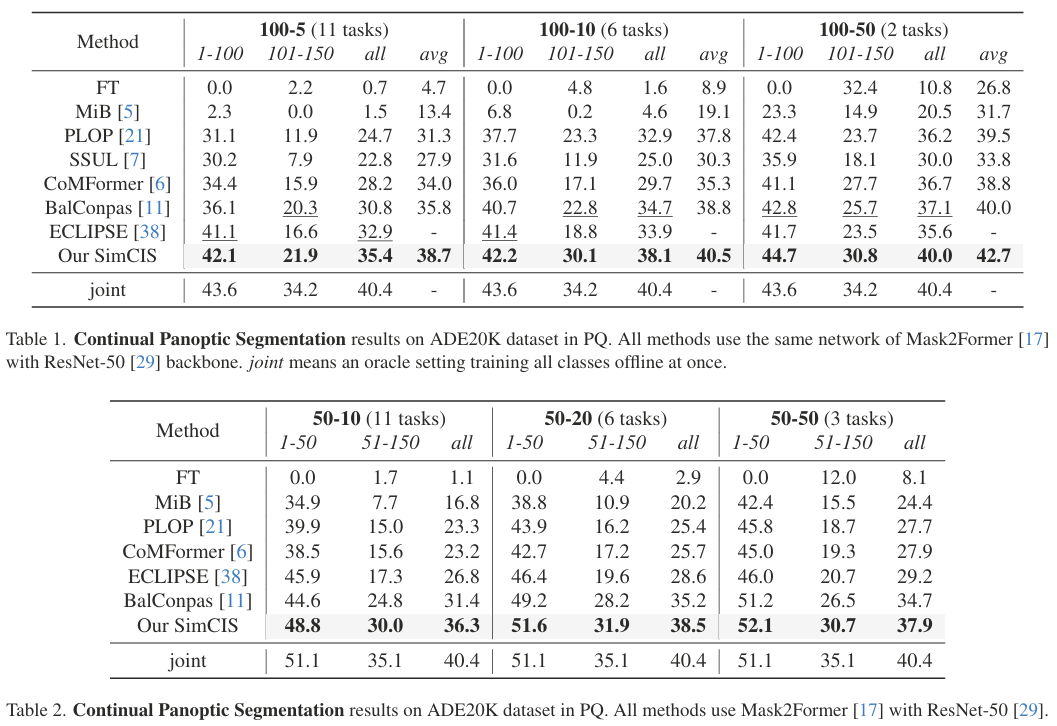 Method 100-5 (11 tasks) 100-10 (6 tasks) 100-50 (2 tasks)
1-100 101-150 all avg 1-100 101-150 all avg 1-100 101-150 all avg
FT 0.0 2.2 0.7 4.7 0.0 4.8 1.6 8.9 0.0 32.4 10.8 26.8
MiB [5] 2.3 0.0 1.5 13.4 6.8 0.2 4.6 19.1 23.3 14.9 20.5 31.7
PLOP [21] 31.1 11.9 24.7 31.3 37.7 23.3 32.9 37.8 42.4 23.7 36.2 39.5
SSUL [7] 30.2 7.9 22.8 27.9 31.6 11.9 25.0 30.3 35.9 18.1 30.0 33.8
CoMFormer [6] 34.4 15.9 28.2 34.0 36.0 17.1 29.7 35.3 41.1 27.7 36.7 38.8
BalConpas [11] 36.1 20.3 30.8 35.8 40.7 22.8 34.7 38.8 42.8 25.7 37.1 40.0
ECLIPSE [38] 41.1 16.6 32.9 - 41.4 18.8 33.9 - 41.7 23.5 35.6 -
Our SimCIS 42.1 21.9 35.4 38.7 42.2 30.1 38.1 40.5 44.7 30.8 40.0 42.7
joint 43.6 34.2 40.4 - 43.6 34.2 40.4 - 43.6 34.2 40.4 -
Table 1. Continual Panoptic Segmentation results on ADE20K dataset in PQ. All methods use the same network of Mask2Former [17]
with ResNet-50 [29] backbone. joint means an oracle setting training all classes offline at once.
Method 50-10 (11 tasks) 50-20 (6 tasks) 50-50 (3 tasks)
1-50 51-150 all 1-50 51-150 all 1-50 51-150 all
FT 0.0 1.7 1.1 0.0 4.4 2.9 0.0 12.0 8.1
MiB [5] 34.9 7.7 16.8 38.8 10.9 20.2 42.4 15.5 24.4
PLOP [21] 39.9 15.0 23.3 43.9 16.2 25.4 45.8 18.7 27.7
CoMFormer [6] 38.5 15.6 23.2 42.7 17.2 25.7 45.0 19.3 27.9
ECLIPSE [38] 45.9 17.3 26.8 46.4 19.6 28.6 46.0 20.7 29.2
BalConpas [11] 44.6 24.8 31.4 49.2 28.2 35.2 51.2 26.5 34.7
Our SimCIS 48.8 30.0 36.3 51.6 31.9 38.5 52.1 30.7 37.9
joint 51.1 35.1 40.4 51.1 35.1 40.4 51.1 35.1 40.4
Table 2. Continual Panoptic Segmentation results on ADE20K dataset in PQ. All methods use Mask2Former [17] with ResNet-50 [29].